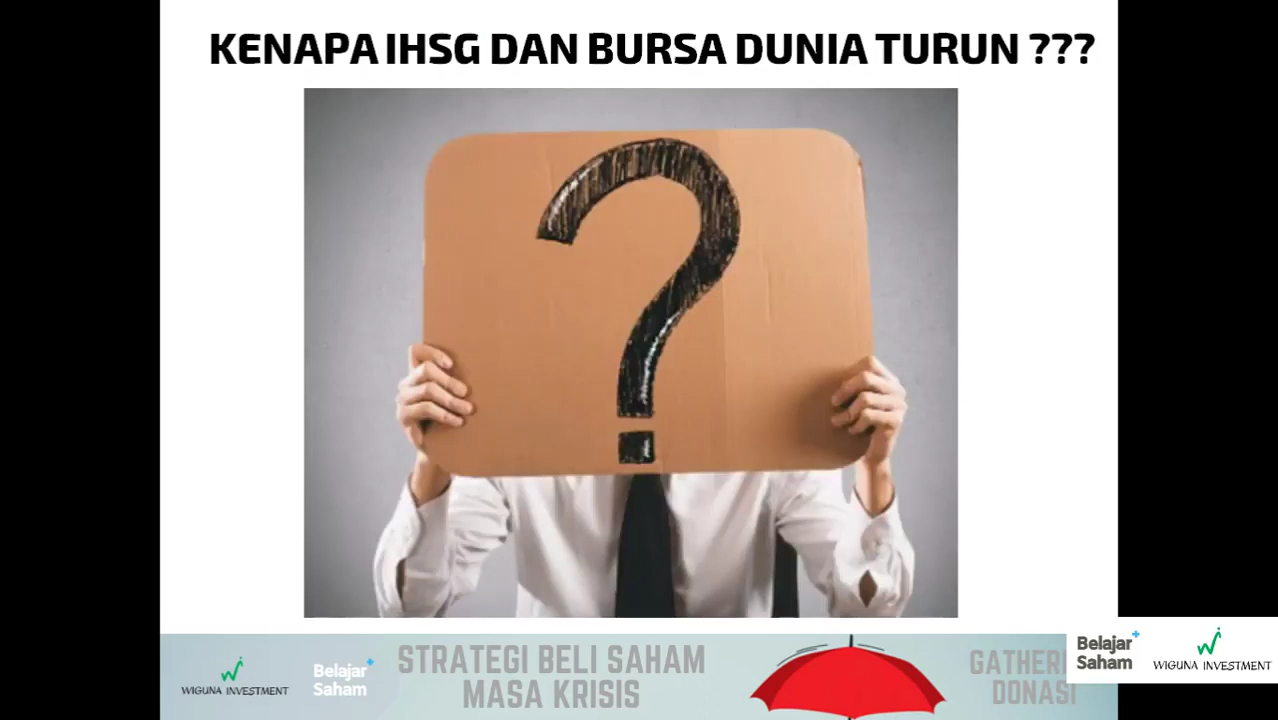 KENAPA IHSG DAN BURSA DUNIA TURUN ???
?
WIGUNA INVESTMENT
Belajar+
Saham
STRATEGI BELI SAHAM
MASA KRISIS
DONASI
Belajar+
Saham
WIGUNA INVESTMENT